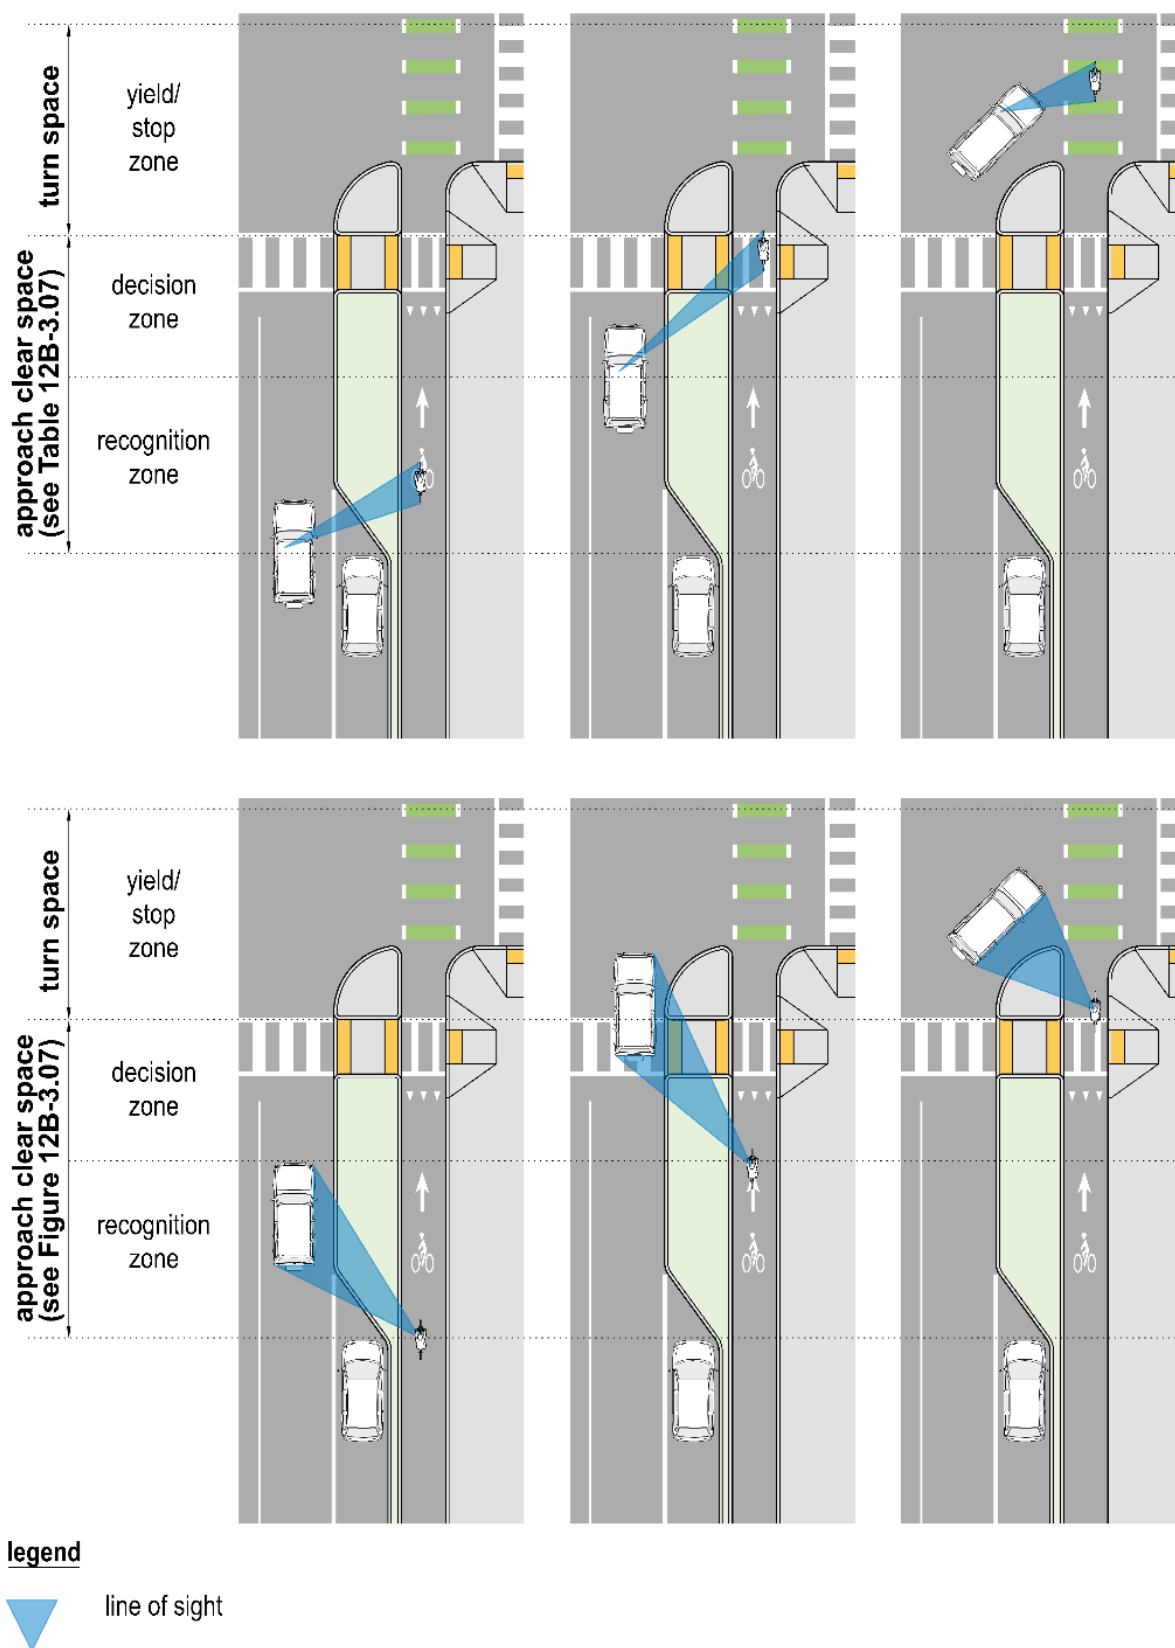 turn space
yield/
stop
zone
approach clear space
(see Table 12B-3.07)
decision
zone
recognition
zone
turn space
yield/
stop
zone
approach clear space
(see Figure 12B-3.07)
decision
zone
recognition
zone
legend
line of sight